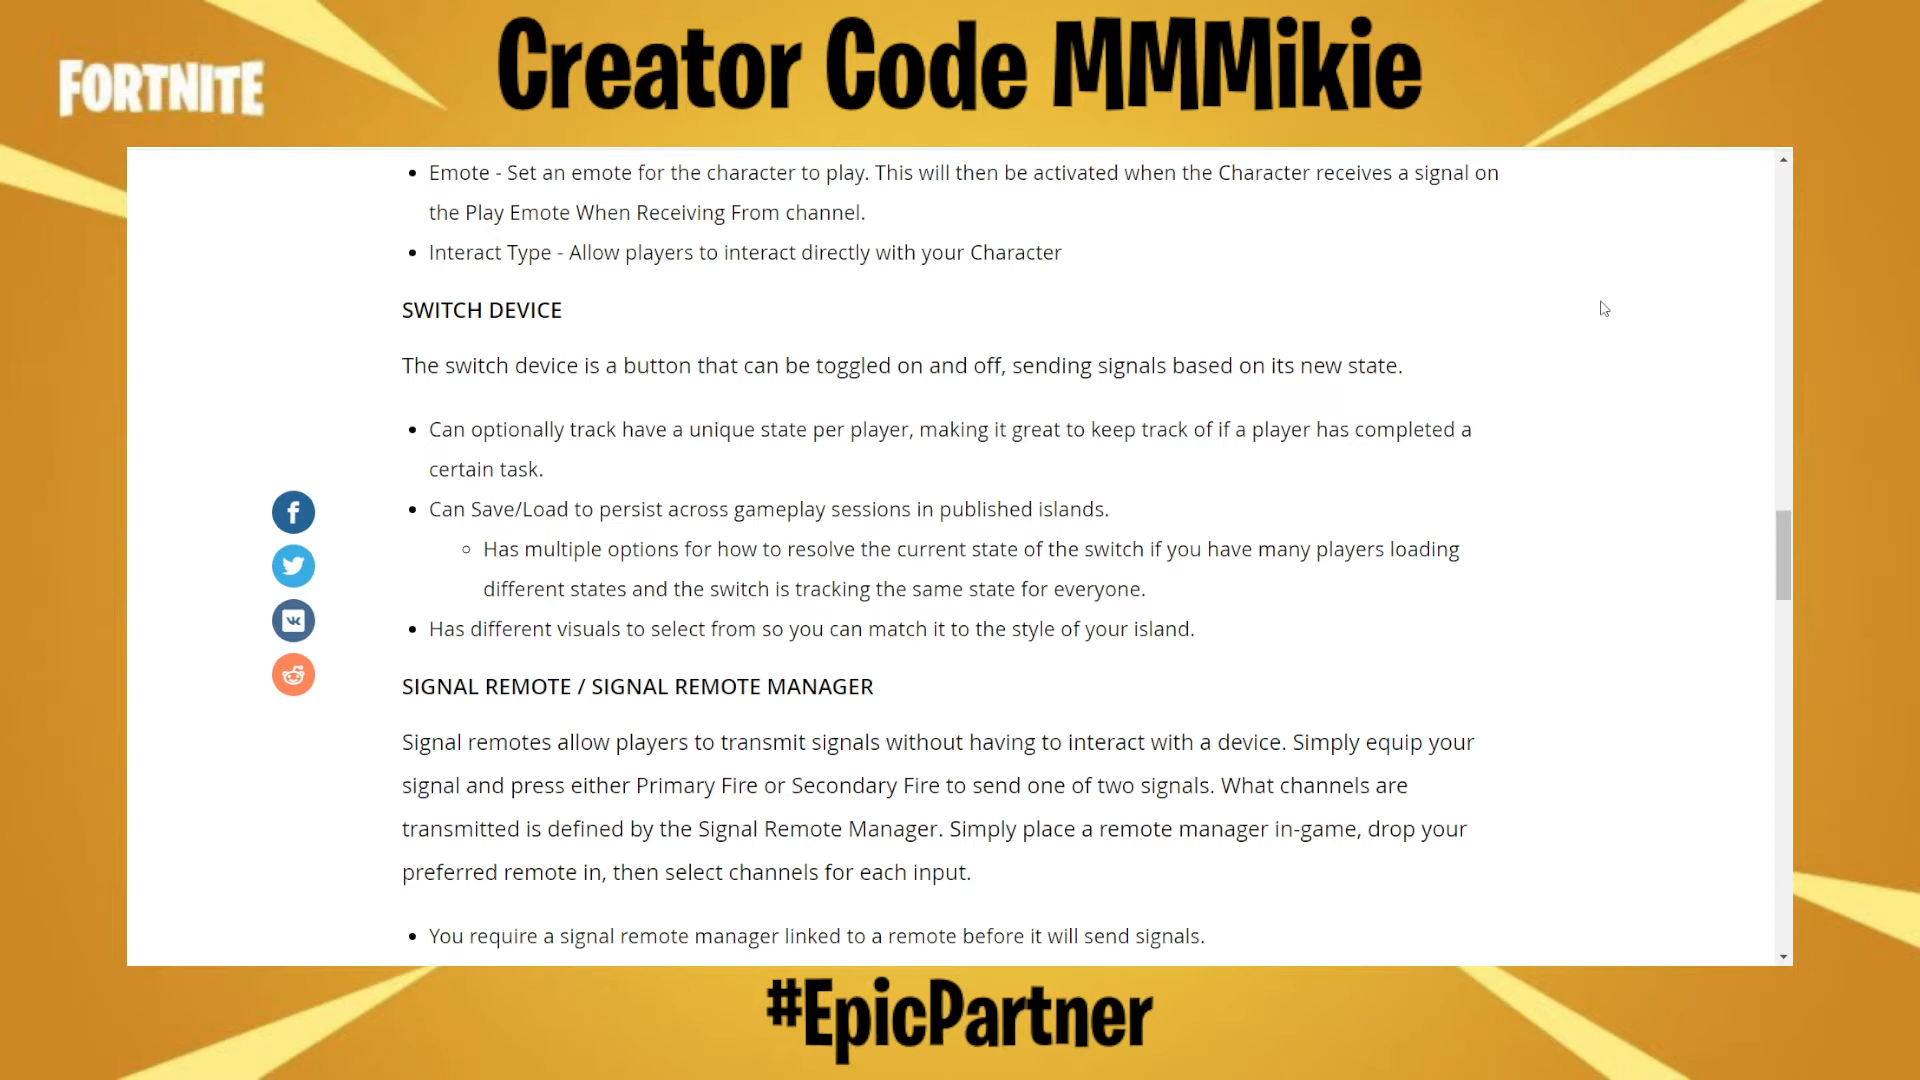 FORTNITE
Creator Code MMMikie
• Emote - Set an emote for the character to play. This will then be activated when the Character receives a signal on
the Play Emote When Receiving From channel.
• Interact Type - Allow players to interact directly with your Character
SWITCH DEVICE
The switch device is a button that can be toggled on and off, sending signals based on its new state.
• Can optionally track have a unique state per player, making it great to keep track of if a player has completed a
certain task.
• Can Save/Load to persist across gameplay sessions in published islands.
○ Has multiple options for how to resolve the current state of the switch if you have many players loading
different states and the switch is tracking the same state for everyone.
• Has different visuals to select from so you can match it to the style of your island.
SIGNAL REMOTE / SIGNAL REMOTE MANAGER
Signal remotes allow players to transmit signals without having to interact with a device. Simply equip your
signal and press either Primary Fire or Secondary Fire to send one of two signals. What channels are
transmitted is defined by the Signal Remote Manager. Simply place a remote manager in-game, drop your
preferred remote in, then select channels for each input.
• You require a signal remote manager linked to a remote before it will send signals.
#EpicPartner